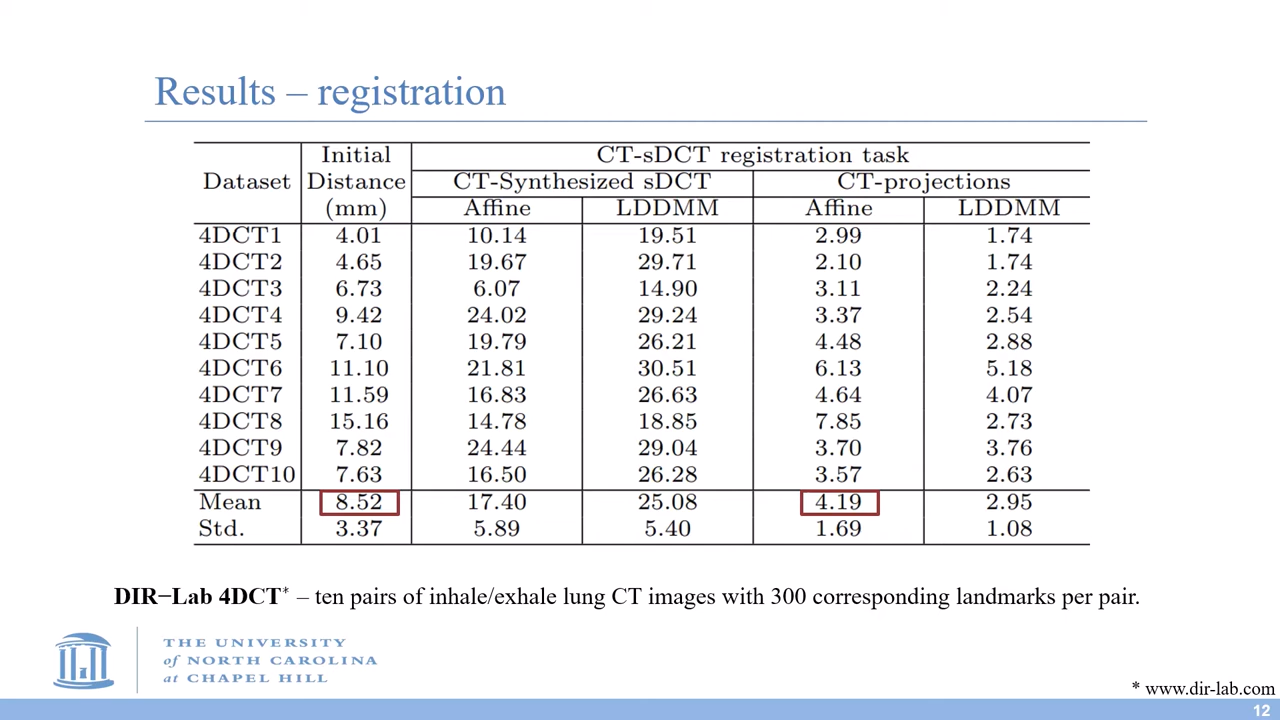 Results – registration
Initial
CT-sDCT registration task
Dataset Distance CT-Synthesized sDCT CT-projections
(mm) Affine LDDMM Affine LDDMM
4DCT1 4.01 10.14 19.51 2.99 1.74
4DCT2 4.65 19.67 29.71 2.10 1.74
4DCT3 6.73 6.07 14.90 3.11 2.24
4DCT4 9.42 24.02 29.24 3.37 2.54
4DCT5 7.10 19.79 26.21 4.48 2.88
4DCT6 11.10 21.81 30.51 6.13 5.18
4DCT7 11.59 16.83 26.63 4.64 4.07
4DCT8 15.16 14.78 18.85 7.85 2.73
4DCT9 7.82 24.44 29.04 3.70 3.76
4DCT10 7.63 16.50 26.28 3.57 2.63
Mean 8.52 17.40 25.08 4.19 2.95
Std. 3.37 5.89 5.40 1.69 1.08
DIR−Lab 4DCT* – ten pairs of inhale/exhale lung CT images with 300 corresponding landmarks per pair.
THE UNIVERSITY
of NORTH CAROLINA
at CHAPEL HILL
* www.dir-lab.com
12